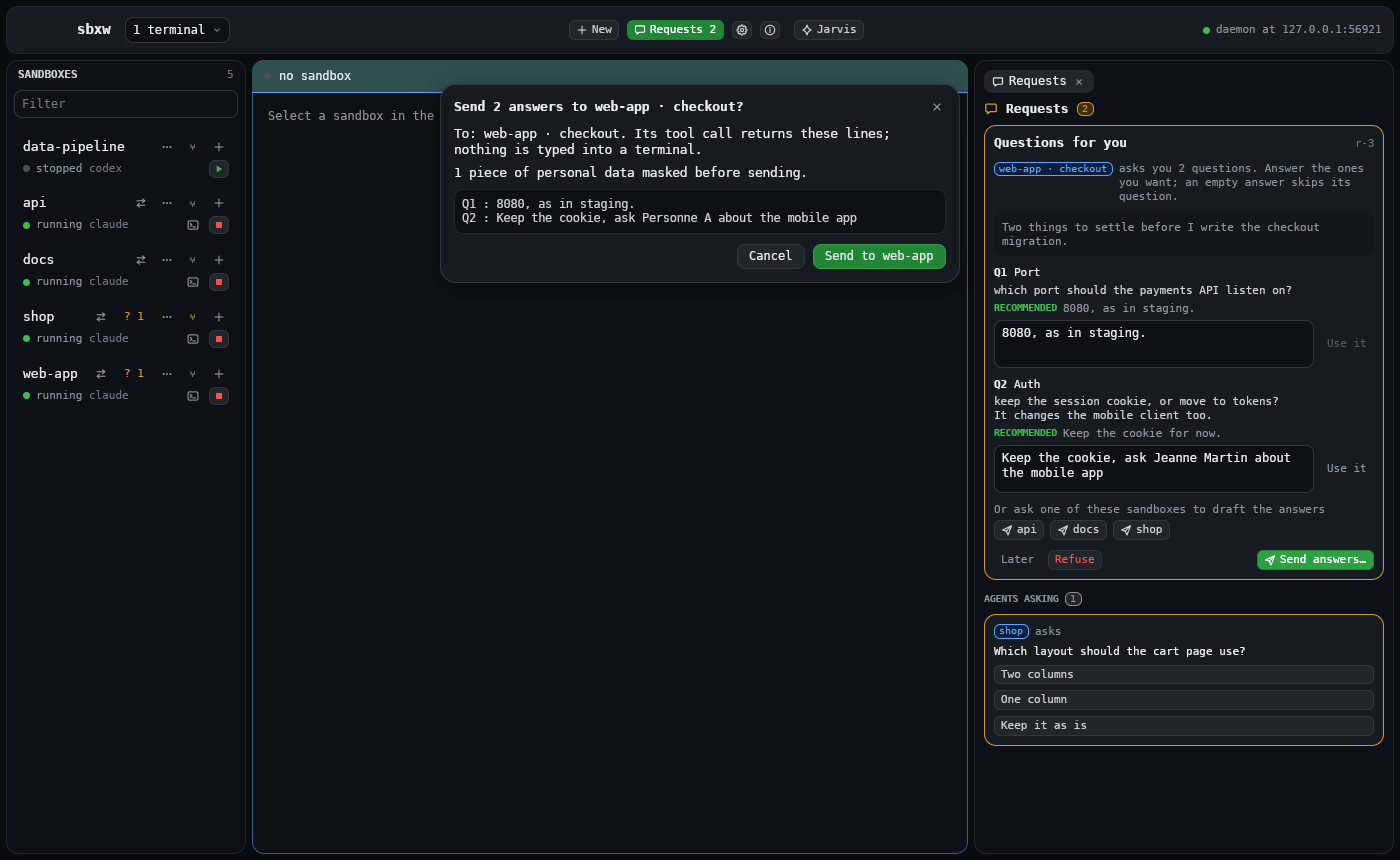 sbxw
1 terminal
New
Requests 2
Jarvis
daemon at 127.0.0.1:56921
SANDBOXES 5
Filter
data-pipeline
stopped codex
api
running claude
docs
running claude
shop ? 1
running claude
web-app ? 1
running claude
no sandbox
Select a sandbox in the
Send 2 answers to web-app · checkout?
To: web-app · checkout. Its tool call returns these lines;
nothing is typed into a terminal.
1 piece of personal data masked before sending.
Q1 : 8080, as in staging.
Q2 : Keep the cookie, ask Personne A about the mobile app
Cancel
Send to web-app
Requests
Requests 2
Questions for you r-3
web-app · checkout asks you 2 questions. Answer the ones
you want; an empty answer skips its
question.
Two things to settle before I write the checkout
migration.
Q1 Port
which port should the payments API listen on?
RECOMMENDED 8080, as in staging.
8080, as in staging.
Use it
Q2 Auth
keep the session cookie, or move to tokens?
It changes the mobile client too.
RECOMMENDED Keep the cookie for now.
Keep the cookie, ask Jeanne Martin about
the mobile app
Use it
Or ask one of these sandboxes to draft the answers
api
docs
shop
Later
Refuse
Send answers…
AGENTS ASKING 1
shop asks
Which layout should the cart page use?
Two columns
One column
Keep it as is